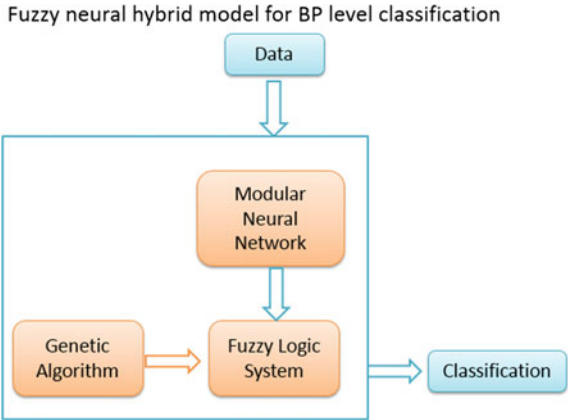 Fuzzy neural hybrid model for BP level classification
Data
Modular
Neural
Network
Genetic
Algorithm
Fuzzy Logic
System
Classification